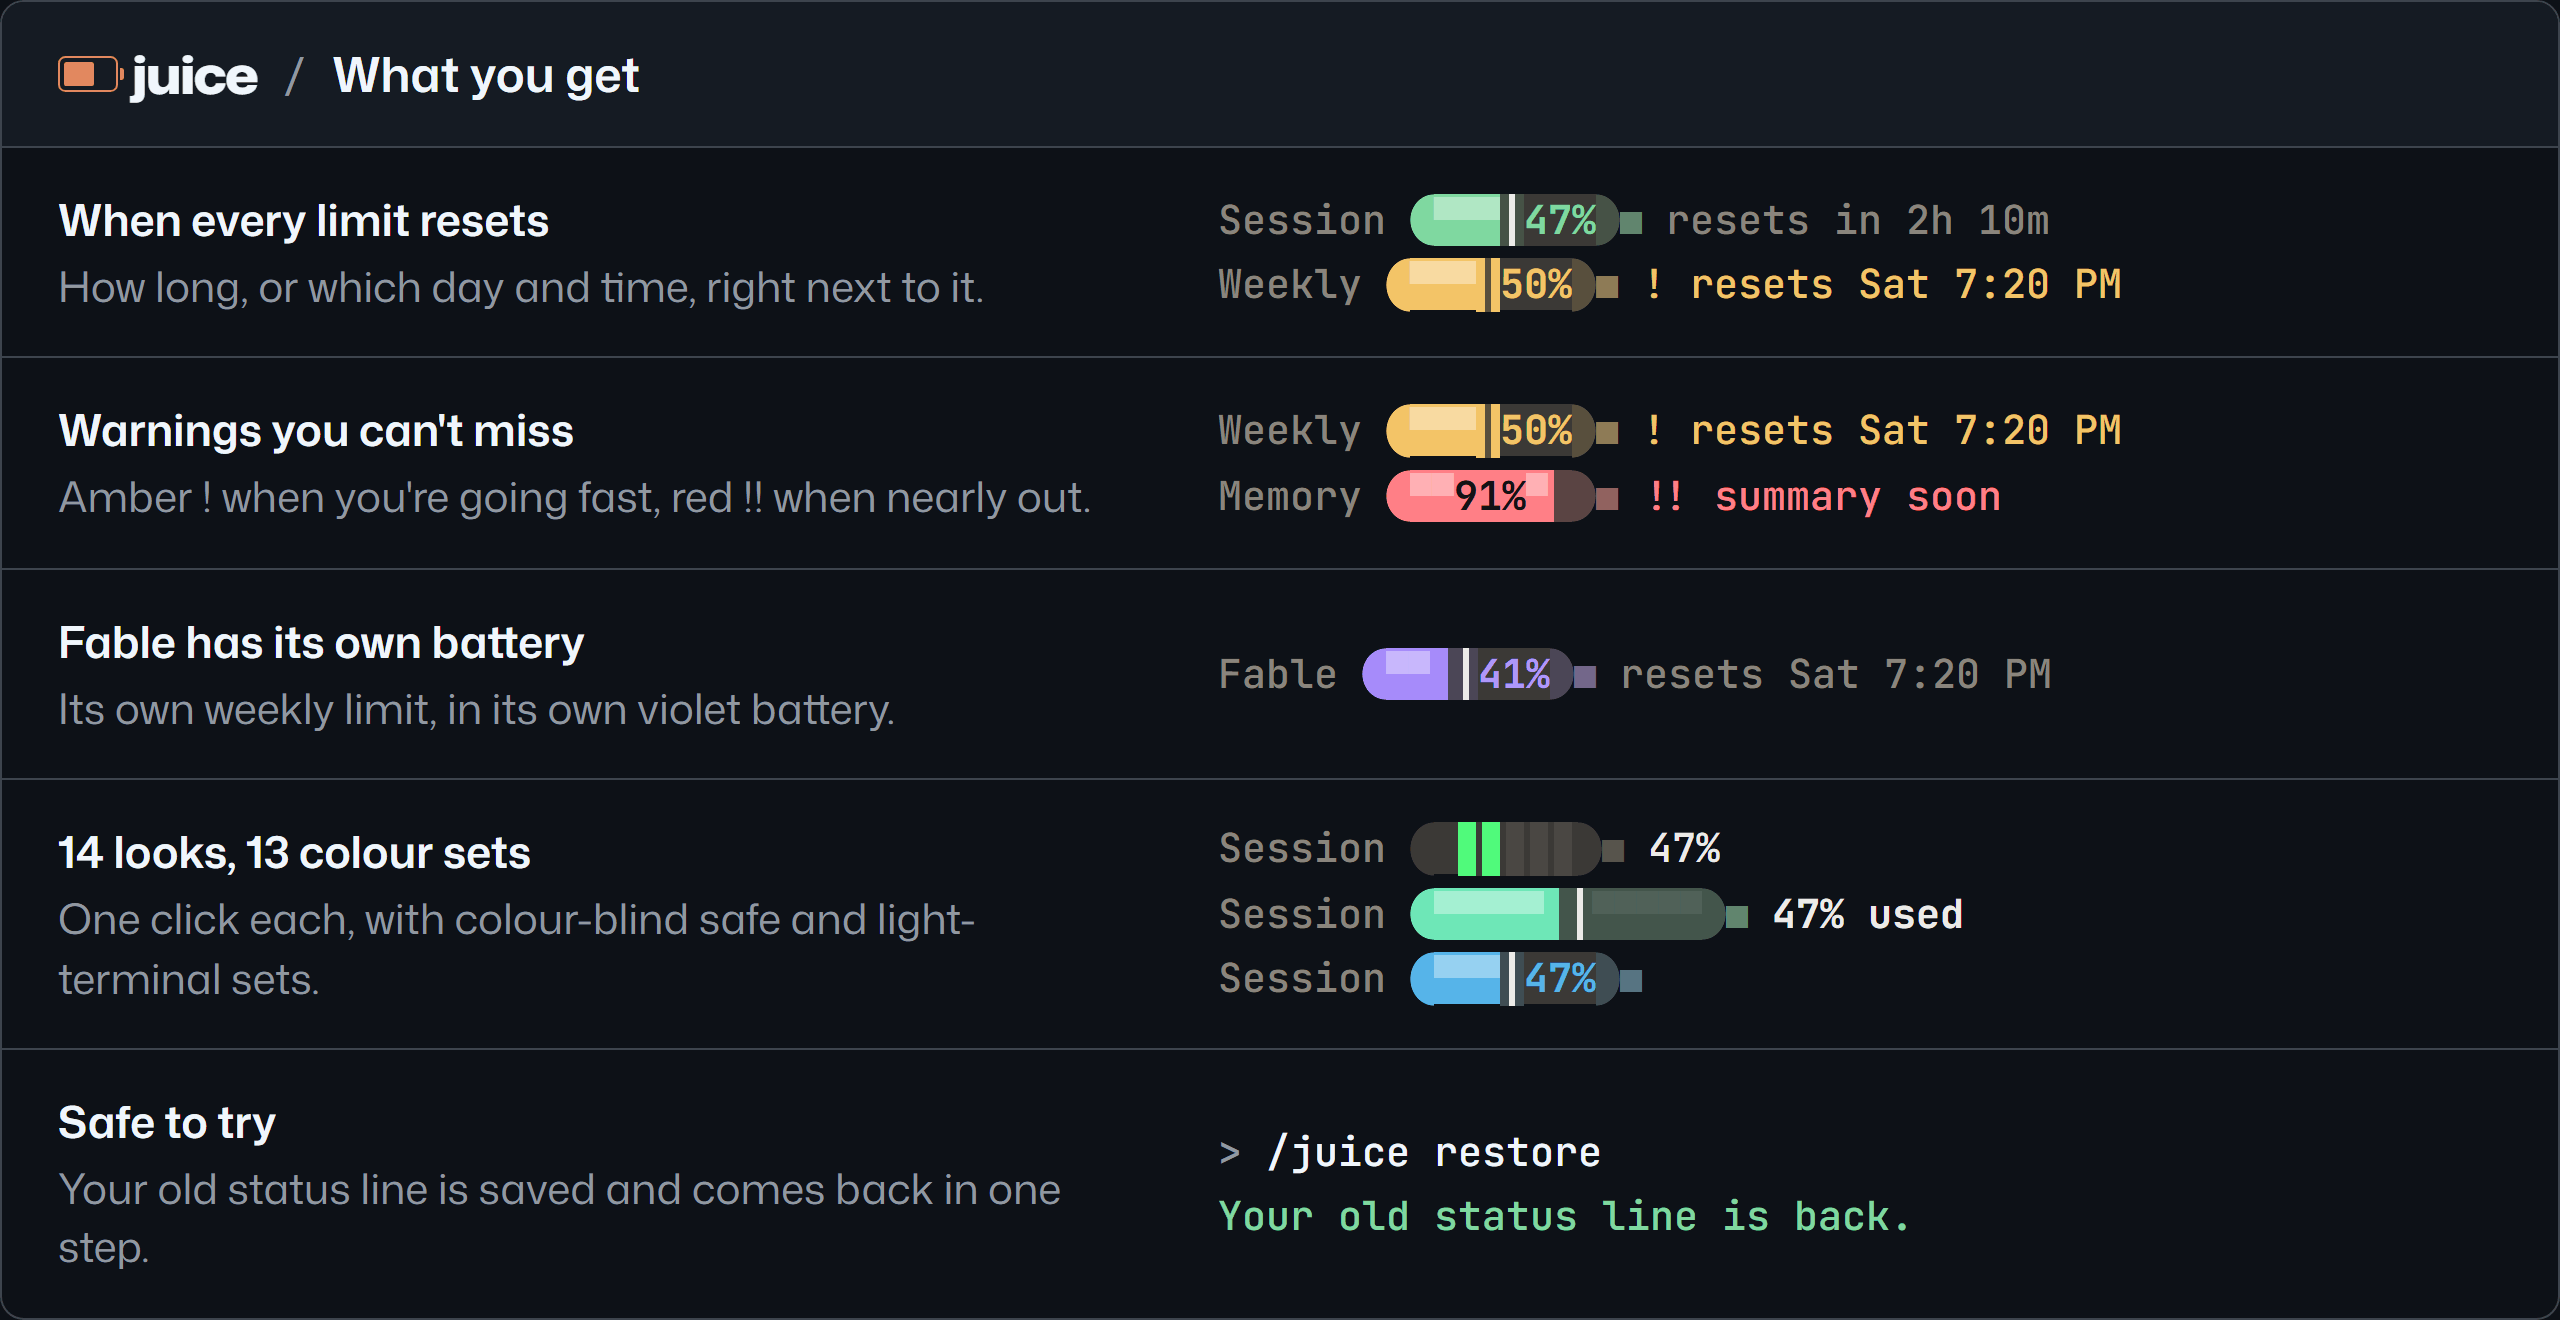 juice / What you get
When every limit resets
How long, or which day and time, right next to it.
Session 47% resets in 2h 10m
Weekly 50% ! resets Sat 7:20 PM
Warnings you can't miss
Amber ! when you're going fast, red !! when nearly out.
Weekly 50% ! resets Sat 7:20 PM
Memory 91% !! summary soon
Fable has its own battery
Its own weekly limit, in its own violet battery.
Fable 41% resets Sat 7:20 PM
14 looks, 13 colour sets
One click each, with colour-blind safe and light-
terminal sets.
Session 47%
Session 47% used
Session 47%
Safe to try
Your old status line is saved and comes back in one
step.
> /juice restore
Your old status line is back.